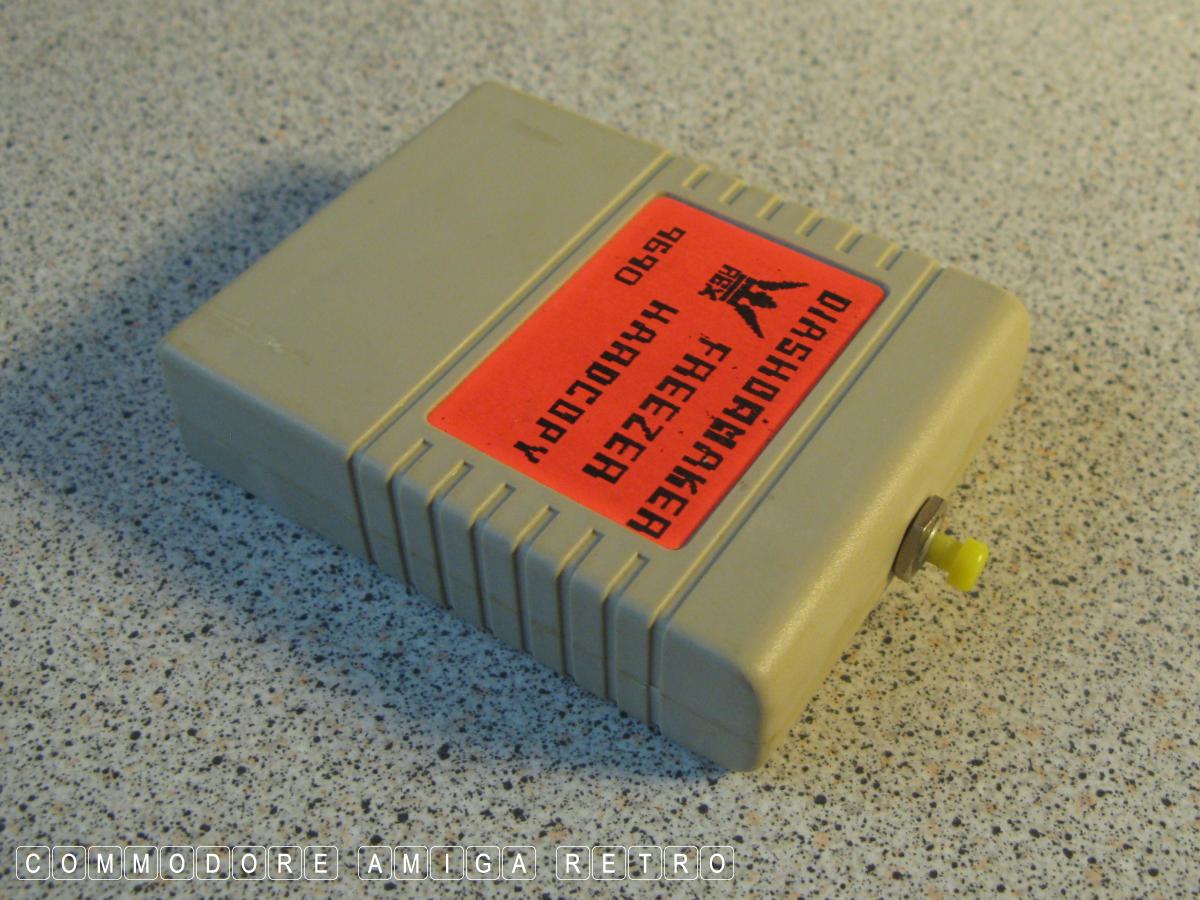 DIASHOWMAKER
REX FREEZER
9690 HARDCOPY
COMMODORE AMIGA RETRO